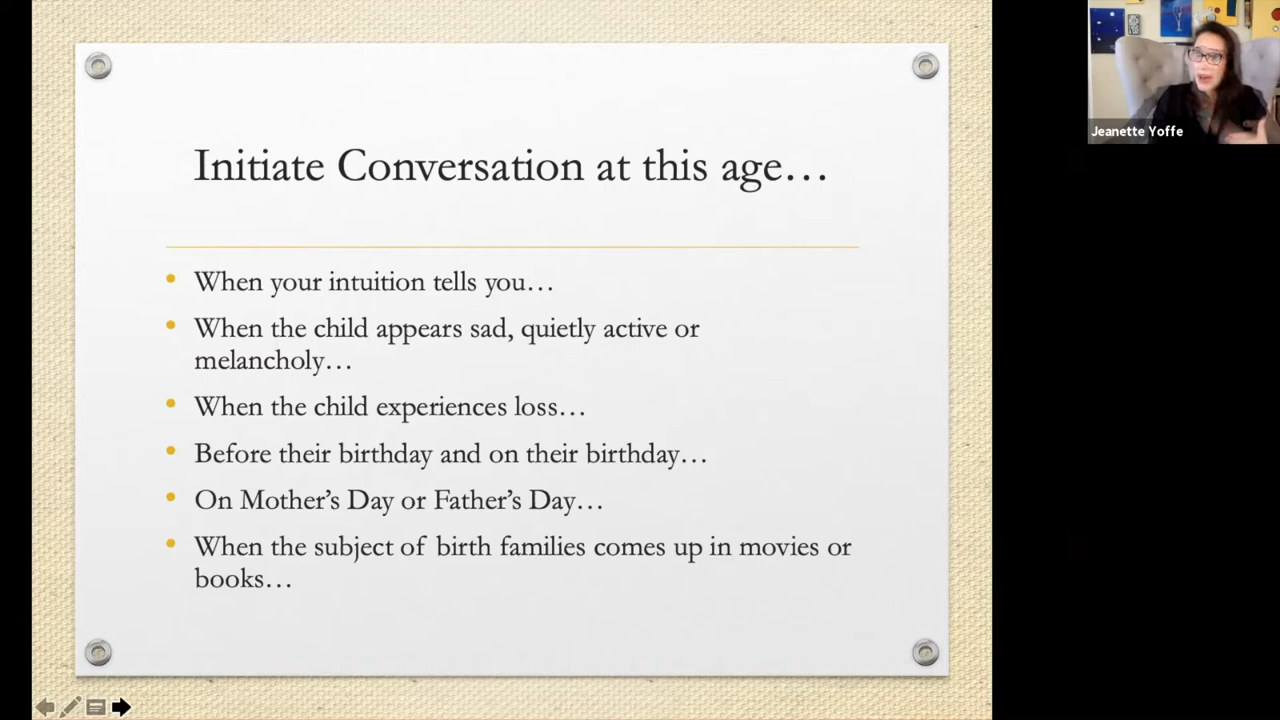 Initiate Conversation at this age…
• When your intuition tells you…
• When the child appears sad, quietly active or
melancholy…
• When the child experiences loss…
• Before their birthday and on their birthday…
• On Mother’s Day or Father’s Day…
• When the subject of birth families comes up in movies or
books…
Jeanette Yoffe